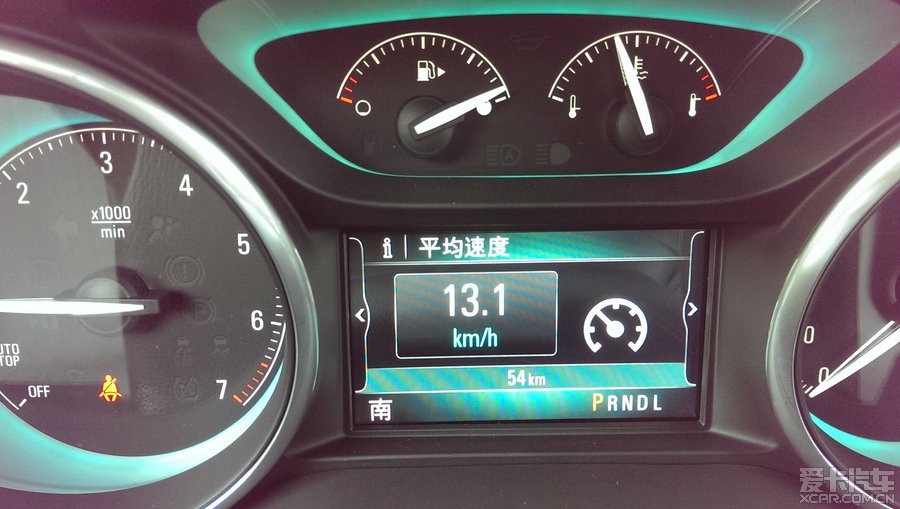 2
3
4
5
6
7
x1000
min
AUTO
STOP
OFF
i 平均速度
13.1
km/h
54 km
南
PRNDL
0
0
爱卡汽车
XCAR.COM.CN